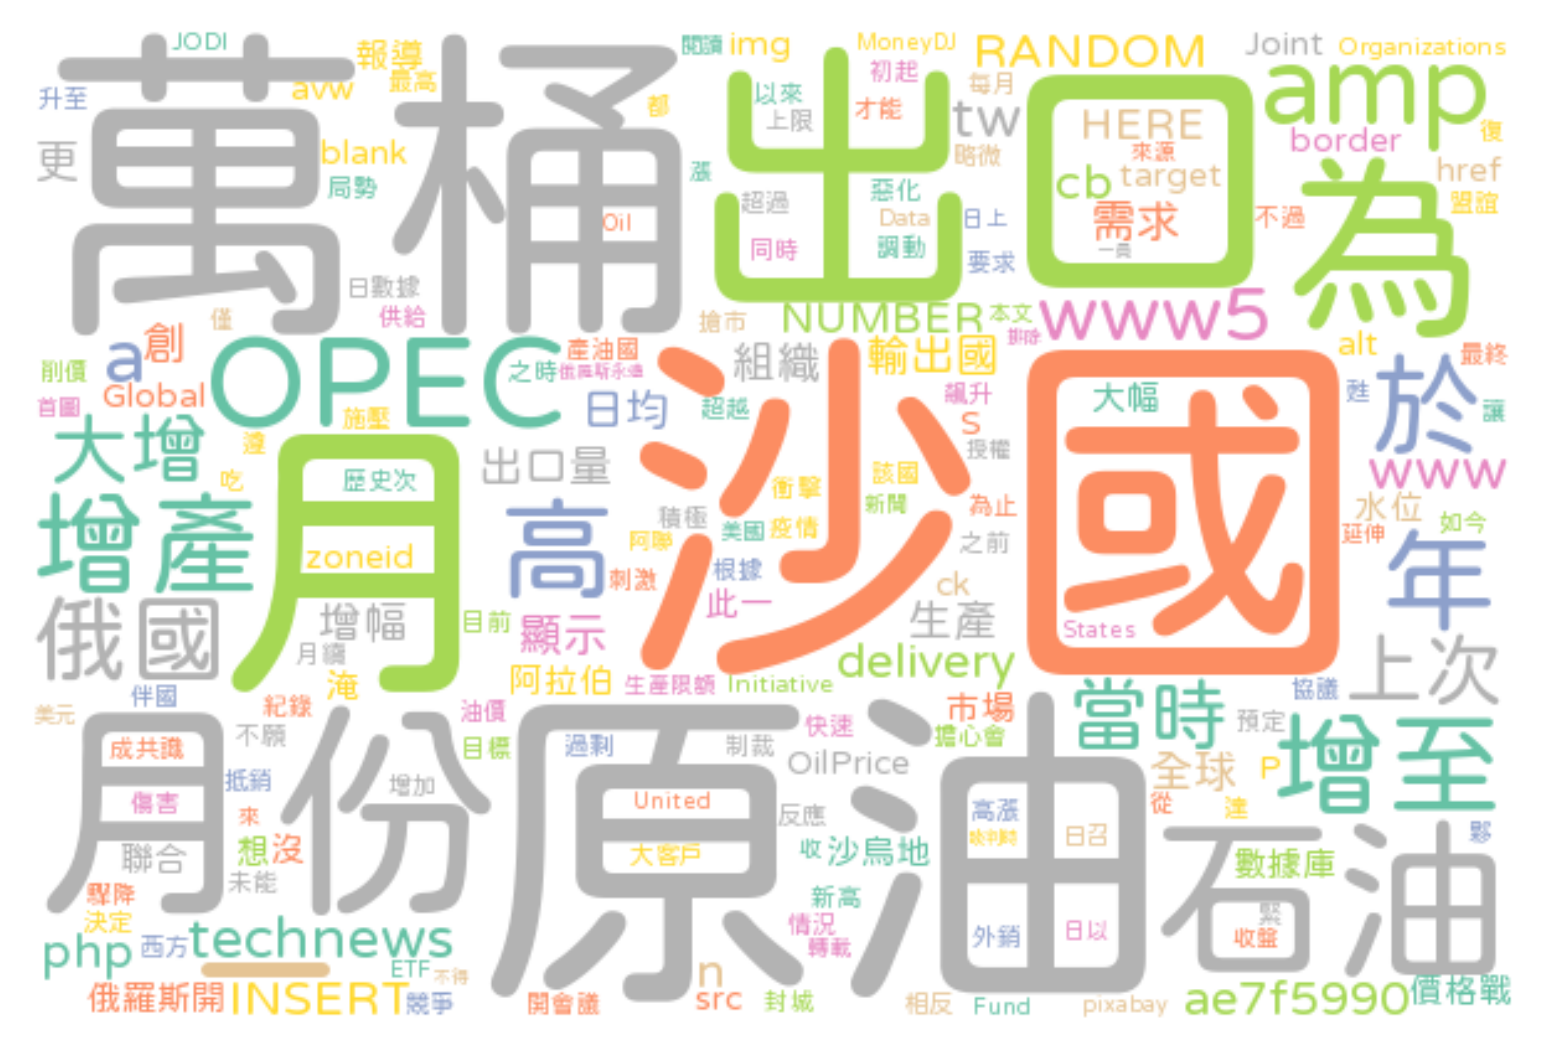 JODI
報導
閱讀 img
MoneyDJ
RANDOM
Joint
Organizations
升至
avw
最高
都
以來
初起
每月
amp
萬桶
出口
上限
才能
tw
HERE
border
復
更
blank
略微
來源
href
局勢
漲
超過
惡化
cb target
為
盟誼
Oil
Data
日上
需求
不過
同時
調動
要求
一員
日數據
供給
僅
搶市
NUMBER
本文
www5
排除
alt
最終
a
創
OPEC
產油國
組織
輸出國
削價
之時
Global
首圖
施壓
日均
超越
飆升
S
大幅
甦
於
讓
大增
遵
月
歷史次
出口量
沙國
該國
授權
www
吃
衝擊
新聞
為止
水位
如今
增產
高
積極
美國
疫情
之前
延伸
zoneid
阿聯
刺激
根據
ck
年
俄國
增幅
目前
顯示
此一
生產
States
月續
上次
淹
阿拉伯
生產限額
Initiative
delivery
伴國
協議
美元
紀錄
油價
市場
當時
預定
增至
月份
不願
目標
原油
過剩
制裁
快速
擔心會
成共識
抵銷
增加
OilPrice
全球
P
傷害
來
United
反應
高漲
從
達
石油
聯合
想
沒
大客戶
收
沙烏地
日召
夥
未能
數據庫
驟降
新高
決定
情況
外銷
日以
緊
收盤
php
西方
technews
轉載
ETF
不得
n
俄羅斯開
INSERT
競爭
開會議
src
封城
相反
Fund
pixabay
ae7f5990
價格戰